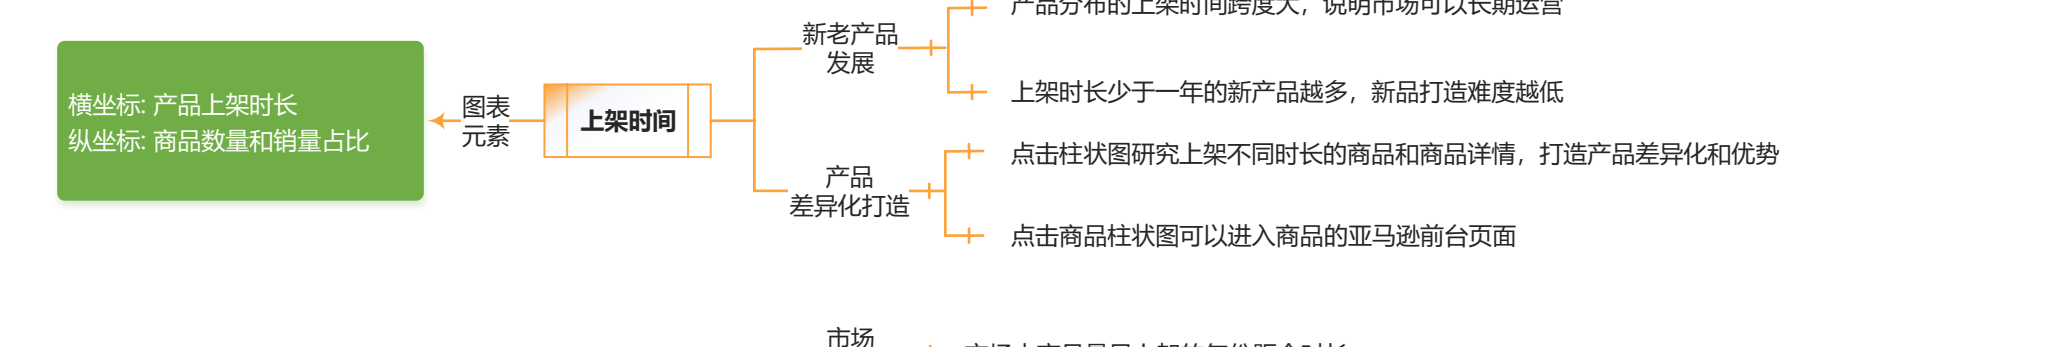 产品分布的上架时间跨度大，说明市场可以长期运营
新老产品
发展
上架时长少于一年的新产品越多，新品打造难度越低
横坐标: 产品上架时长
纵坐标: 商品数量和销量占比
图表
元素
上架时间
点击柱状图研究上架不同时长的商品和商品详情，打造产品差异化和优势
产品
差异化打造
点击商品柱状图可以进入商品的亚马逊前台页面
市场